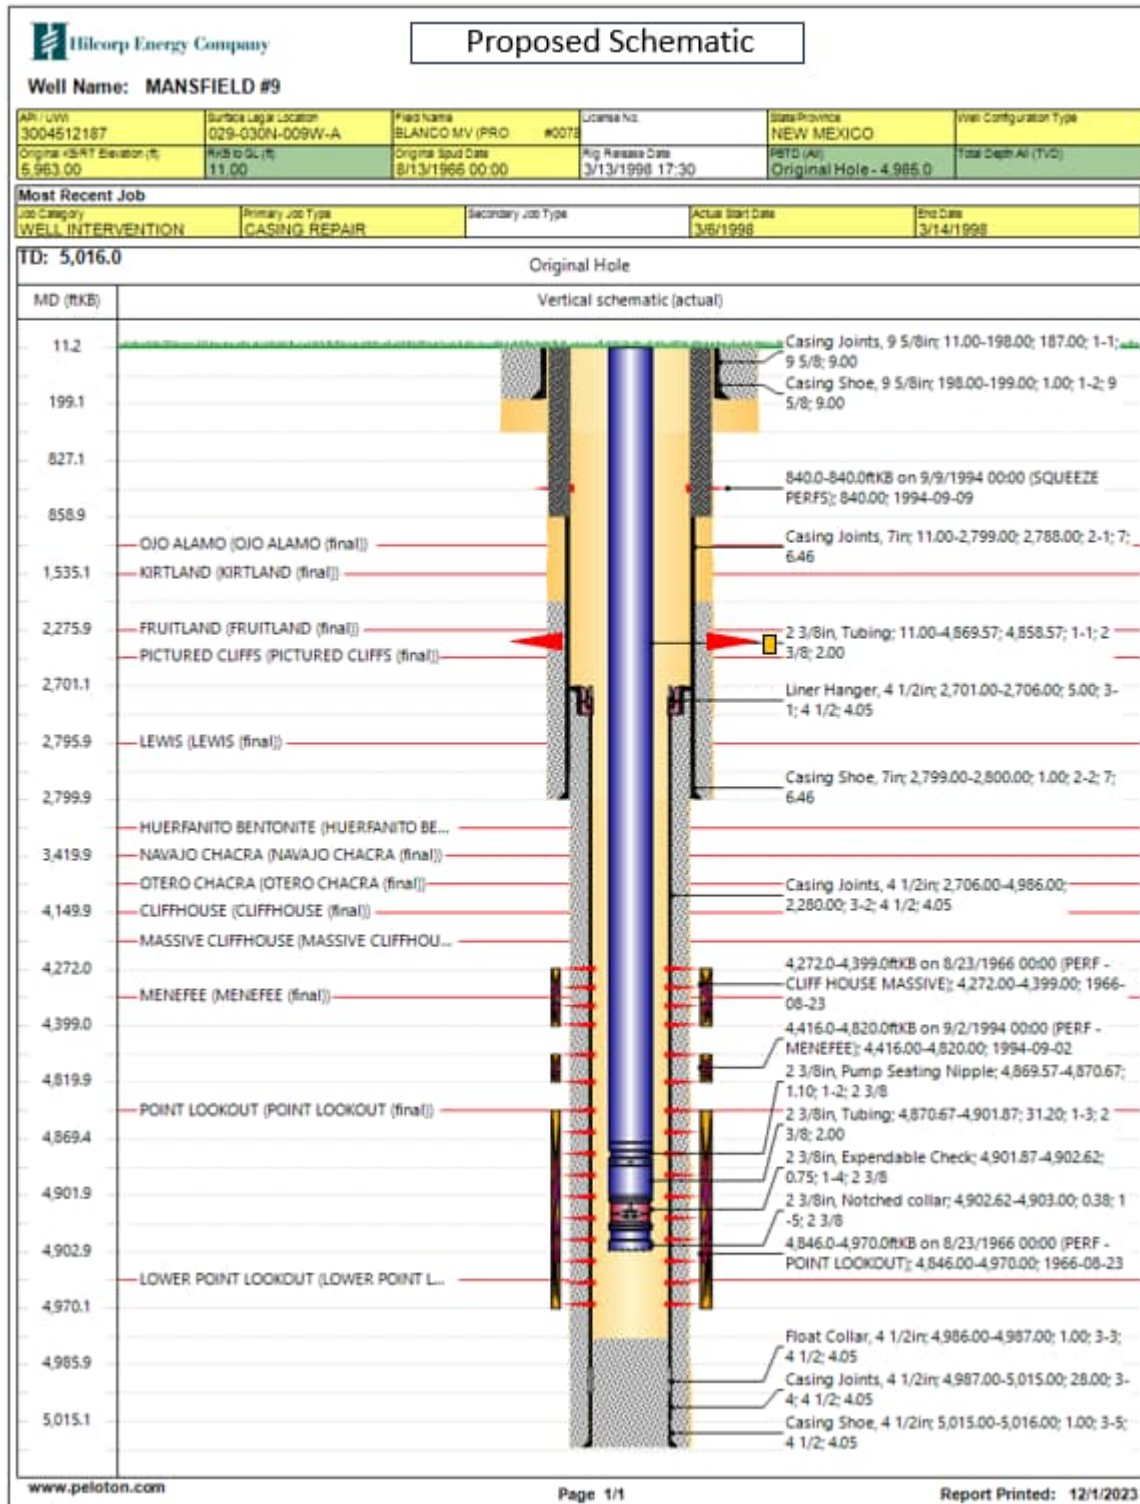 Hilcorp Energy Company
Proposed Schematic
Well Name: MANSFIELD #9
API / UWI
3004512187
Surface Legal Location
029-030N-009W-A
Field Name
BLANCO MV (PRO #0078
License No.
State/Province
NEW MEXICO
Well Configuration Type
Original KB/RT Elevation (ft)
5,963.00
RKB to GL (ft)
11.00
Original Spud Date
8/13/1966 00:00
Rig Release Date
3/13/1998 17:30
PBTD (All)
Original Hole - 4,985.0
Total Depth All (TVD)
Most Recent Job
Job Category
WELL INTERVENTION
Primary Job Type
CASING REPAIR
Secondary Job Type
Actual Start Date
3/6/1998
End Date
3/14/1998
TD: 5,016.0
Original Hole
MD (ftKB)
Vertical schematic (actual)
11.2
199.1
827.1
858.9
1,535.1
2,275.9
2,701.1
2,795.9
2,799.9
3,419.9
4,149.9
4,272.0
4,399.0
4,819.9
4,869.4
4,901.9
4,902.9
4,970.1
4,985.9
5,015.1
OJO ALAMO (OJO ALAMO (final))
KIRTLAND (KIRTLAND (final))
FRUITLAND (FRUITLAND (final))
PICTURED CLIFFS (PICTURED CLIFFS (final))
LEWIS (LEWIS (final))
HUERFANITO BENTONITE (HUERFANITO BE...
NAVAJO CHACRA (NAVAJO CHACRA (final))
OTERO CHACRA (OTERO CHACRA (final))
CLIFFHOUSE (CLIFFHOUSE (final))
MASSIVE CLIFFHOUSE (MASSIVE CLIFFHOU...
MENEFEE (MENEFEE (final))
POINT LOOKOUT (POINT LOOKOUT (final))
LOWER POINT LOOKOUT (LOWER POINT L...
Casing Joints, 9 5/8in; 11.00-198.00; 187.00; 1-1;
9 5/8; 9.00
Casing Shoe, 9 5/8in; 198.00-199.00; 1.00; 1-2; 9
5/8; 9.00
840.0-840.0ftKB on 9/9/1994 00:00 (SQUEEZE
PERFS); 840.00; 1994-09-09
Casing Joints, 7in; 11.00-2,799.00; 2,788.00; 2-1; 7;
6.46
2 3/8in, Tubing; 11.00-4,869.57; 4,858.57; 1-1; 2
3/8; 2.00
Liner Hanger, 4 1/2in; 2,701.00-2,706.00; 5.00; 3-
1; 4 1/2; 4.05
Casing Shoe, 7in; 2,799.00-2,800.00; 1.00; 2-2; 7;
6.46
Casing Joints, 4 1/2in; 2,706.00-4,986.00;
2,280.00; 3-2; 4 1/2; 4.05
4,272.0-4,399.0ftKB on 8/23/1966 00:00 (PERF -
CLIFF HOUSE MASSIVE); 4,272.00-4,399.00; 1966-
08-23
4,416.0-4,820.0ftKB on 9/2/1994 00:00 (PERF -
MENEFEE); 4,416.00-4,820.00; 1994-09-02
2 3/8in, Pump Seating Nipple; 4,869.57-4,870.67;
1.10; 1-2; 2 3/8
2 3/8in, Tubing; 4,870.67-4,901.87; 31.20; 1-3; 2
3/8; 2.00
2 3/8in, Expendable Check; 4,901.87-4,902.62;
0.75; 1-4; 2 3/8
2 3/8in, Notched collar; 4,902.62-4,903.00; 0.38; 1
-5; 2 3/8
4,846.0-4,970.0ftKB on 8/23/1966 00:00 (PERF -
POINT LOOKOUT); 4,846.00-4,970.00; 1966-08-23
Float Collar, 4 1/2in; 4,986.00-4,987.00; 1.00; 3-3;
4 1/2; 4.05
Casing Joints, 4 1/2in; 4,987.00-5,015.00; 28.00; 3-
4; 4 1/2; 4.05
Casing Shoe, 4 1/2in; 5,015.00-5,016.00; 1.00; 3-5;
4 1/2; 4.05
www.peloton.com
Page 1/1
Report Printed: 12/1/2023